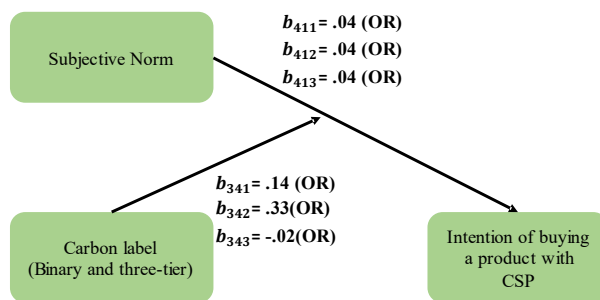 b411= .04 (OR)
b412= .04 (OR)
b413= .04 (OR)
Subjective Norm
b341= .14 (OR)
b342= .33(OR)
b343= -.02(OR)
Carbon label
(Binary and three-tier)
Intention of buying
a product with
CSP